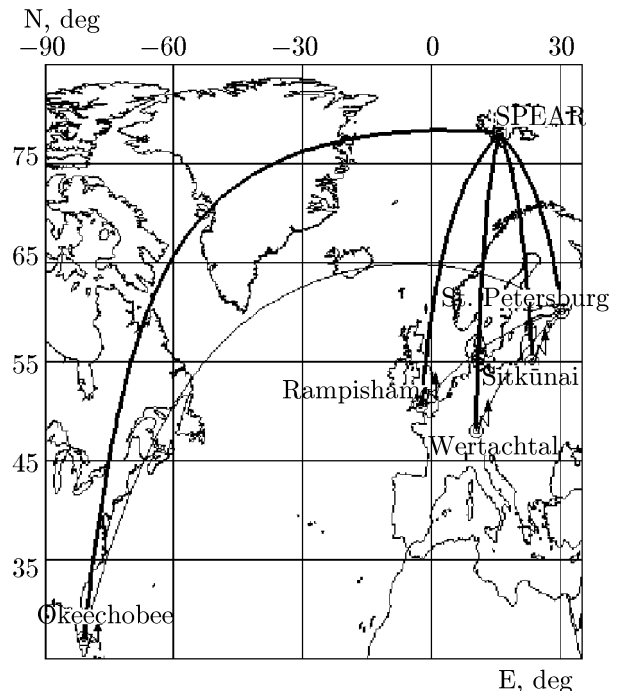 N, deg
−90 −60 −30 0 30
SPEAR
75
65
St. Petersburg
55
Sitkūnai
Rampisham
Wertachtal
45
35
Okeechobee
E, deg